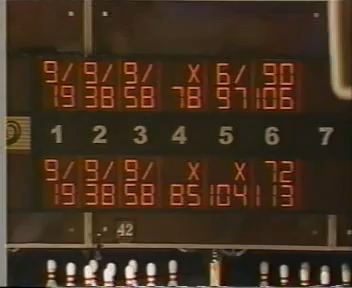 9/ 9/ 9/ X 6/ 90
19 38 58 78 97 106
1 2 3 4 5 6 7
9/ 9/ 9/ X X 72
19 38 58 85 104 113
42